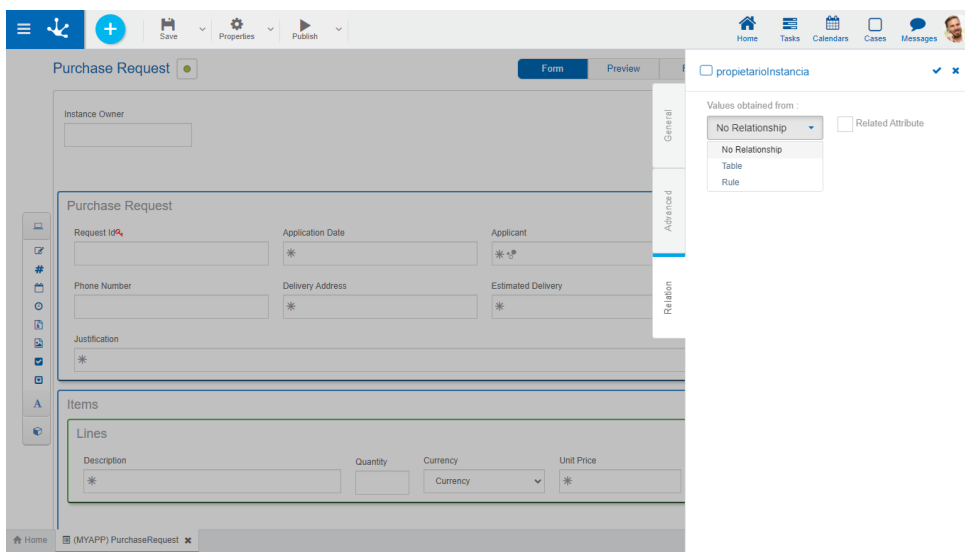 Save
Properties
Publish
Home
Tasks
Calendars
Cases
Messages
Purchase Request
Form
Preview
propietarioInstancia
Values obtained from :
No Relationship
Related Attribute
No Relationship
Table
Rule
General
Advanced
Relation
Instance Owner
Purchase Request
Request Id
Application Date
Applicant
Phone Number
Delivery Address
Estimated Delivery
Justification
Items
Lines
Description
Quantity
Currency
Unit Price
Currency
A
Home
(MYAPP) PurchaseRequest